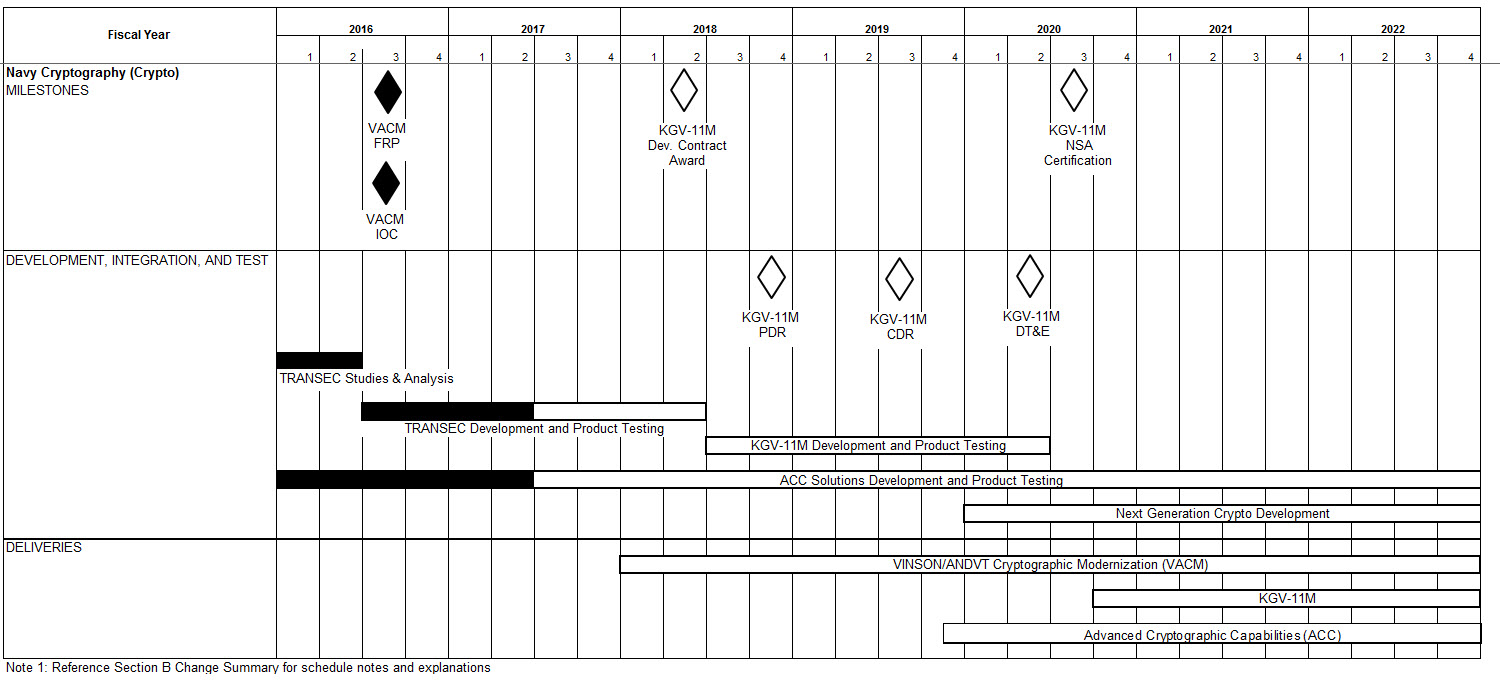 Fiscal Year
2016 2017 2018 2019 2020 2021 2022
1 2 3 4 1 2 3 4 1 2 3 4 1 2 3 4 1 2 3 4 1 2 3 4 1 2 3 4
Navy Cryptography (Crypto)
MILESTONES
VACM
FRP
KGV-11M
Dev. Contract
Award
KGV-11M
NSA
Certification
VACM
IOC
DEVELOPMENT, INTEGRATION, AND TEST
KGV-11M
PDR
KGV-11M
CDR
KGV-11M
DT&E
TRANSEC Studies & Analysis
TRANSEC Development and Product Testing
KGV-11M Development and Product Testing
ACC Solutions Development and Product Testing
Next Generation Crypto Development
DELIVERIES
VINSON/ANDVT Cryptographic Modernization (VACM)
KGV-11M
Advanced Cryptographic Capabilities (ACC)
Note 1: Reference Section B Change Summary for schedule notes and explanations